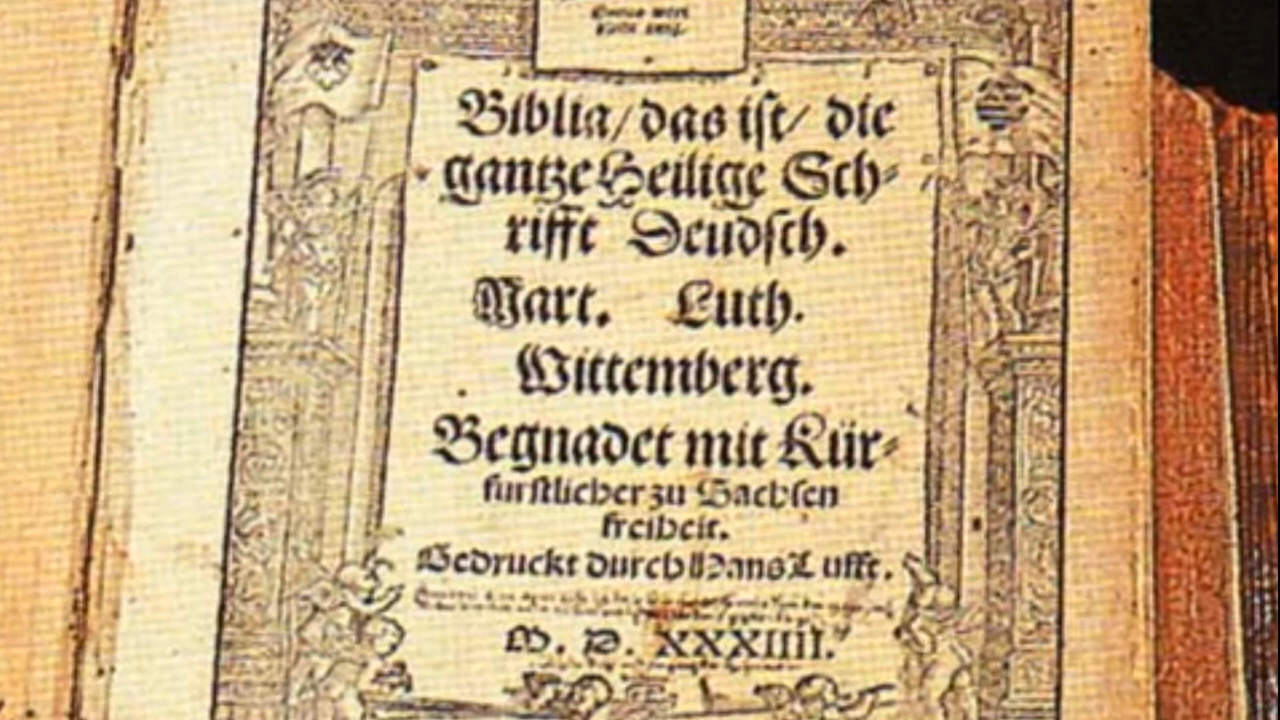 Biblia/ das ist/ die
gantze Heilige Sch⸗
rifft Deudsch.
Mart. Luth.
Wittemberg.
Begnadet mit Kür⸗
furstlicher zu Sachsen
freiheit.
Gedruckt durch Hans Lufft.
M. D. XXXIIII.